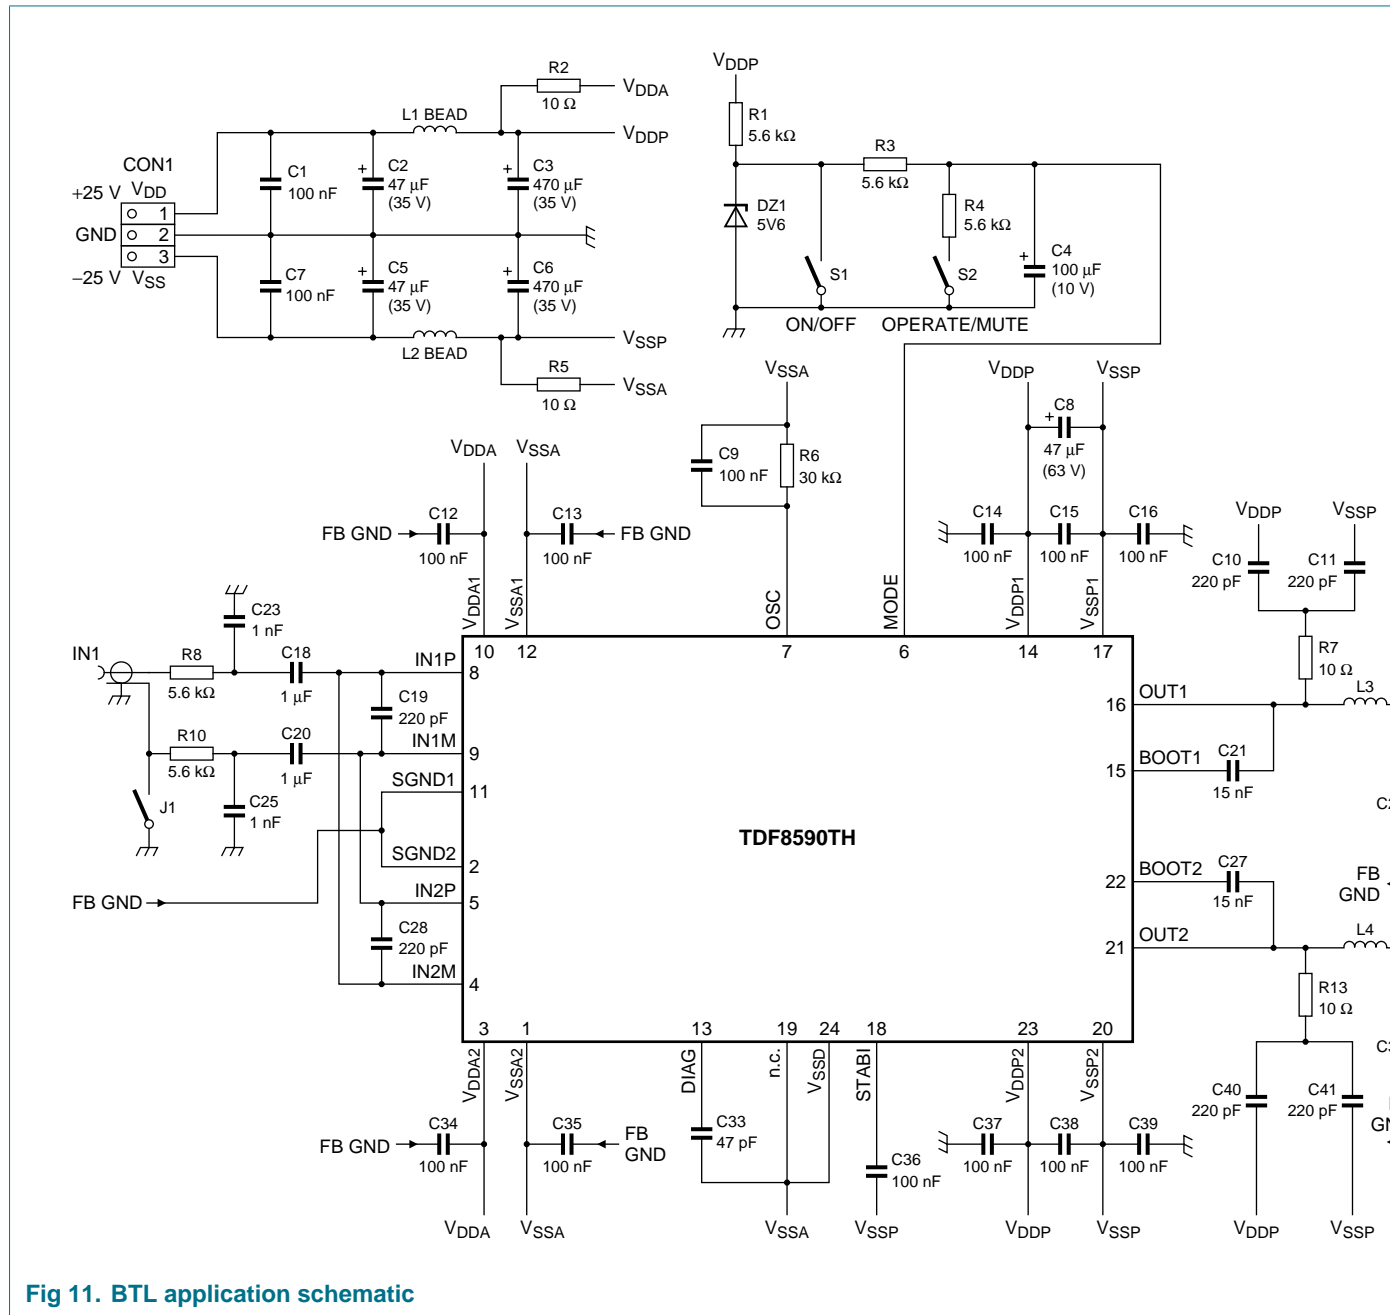 R2
10 Ω
VDDA
L1 BEAD
VDDP
CON1
+25 V VDD
1
GND
2
3
−25 V VSS
C1
100 nF
C2
+
47 μF
(35 V)
C3
+
470 μF
(35 V)
C7
100 nF
C5
+
47 μF
(35 V)
C6
+
470 μF
(35 V)
L2 BEAD
VSSP
R5
10 Ω
VSSA
VDDP
R1
5.6 kΩ
R3
5.6 kΩ
DZ1
5V6
R4
5.6 kΩ
S1
S2
C4
+
100 μF
(10 V)
ON/OFF
OPERATE/MUTE
VSSA
C9
100 nF
R6
30 kΩ
VDDP
VSSP
C8
+
47 μF
(63 V)
C14
100 nF
C15
100 nF
C16
100 nF
VDDA
VSSA
FB GND
C12
100 nF
C13
100 nF
FB GND
VDDP
VSSP
C10
220 pF
C11
220 pF
VDDA1
VSSA1
OSC
MODE
VDDP1
VSSP1
10
12
7
6
14
17
C23
1 nF
IN1
R8
5.6 kΩ
C18
1 μF
IN1P
8
C19
220 pF
R10
5.6 kΩ
C20
1 μF
IN1M
9
J1
C25
1 nF
SGND1
11
SGND2
2
FB GND
IN2P
5
C28
220 pF
IN2M
4
TDF8590TH
R7
10 Ω
16
OUT1
L3
15
BOOT1
C21
15 nF
22
BOOT2
C27
15 nF
FB
GND
21
OUT2
L4
R13
10 Ω
3
1
13
19
24
18
23
20
VDDA2
VSSA2
DIAG
n.c.
VSSD
STABI
VDDP2
VSSP2
FB GND
C34
100 nF
C35
100 nF
FB
GND
C33
47 pF
C36
100 nF
C37
100 nF
C38
100 nF
C39
100 nF
C40
220 pF
C41
220 pF
VDDA
VSSA
VSSA
VSSP
VDDP
VSSP
VDDP
VSSP
Fig 11. BTL application schematic